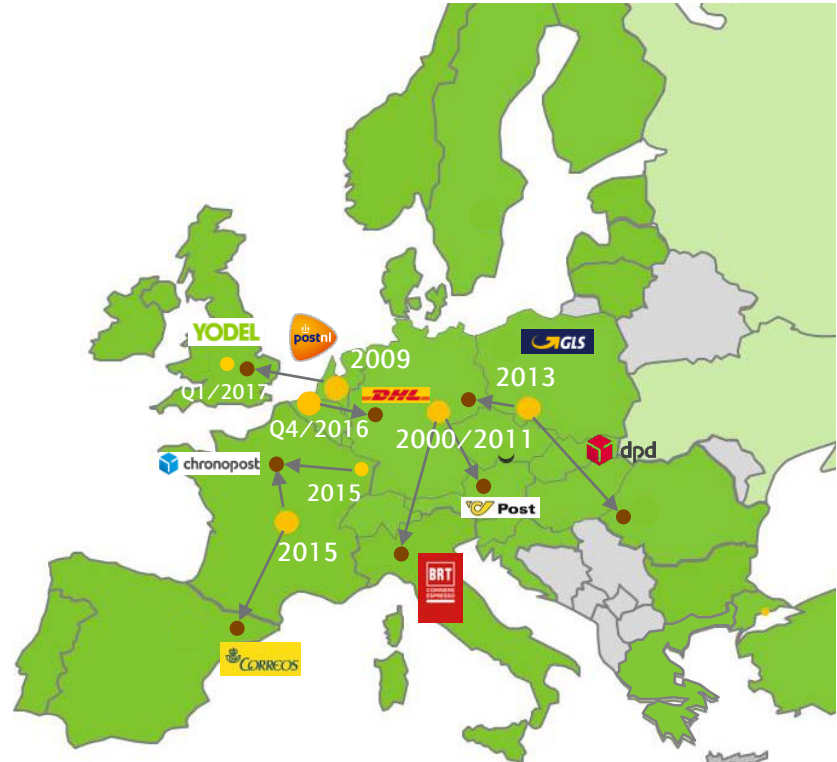 YODEL
postnl
2009
GLS
Q1/2017
DHL
2013
Q4/2016
2000/2011
dpd
chronopost
2015
Post
2015
BRT
CORRIERE
ESPRESSO
CORREOS